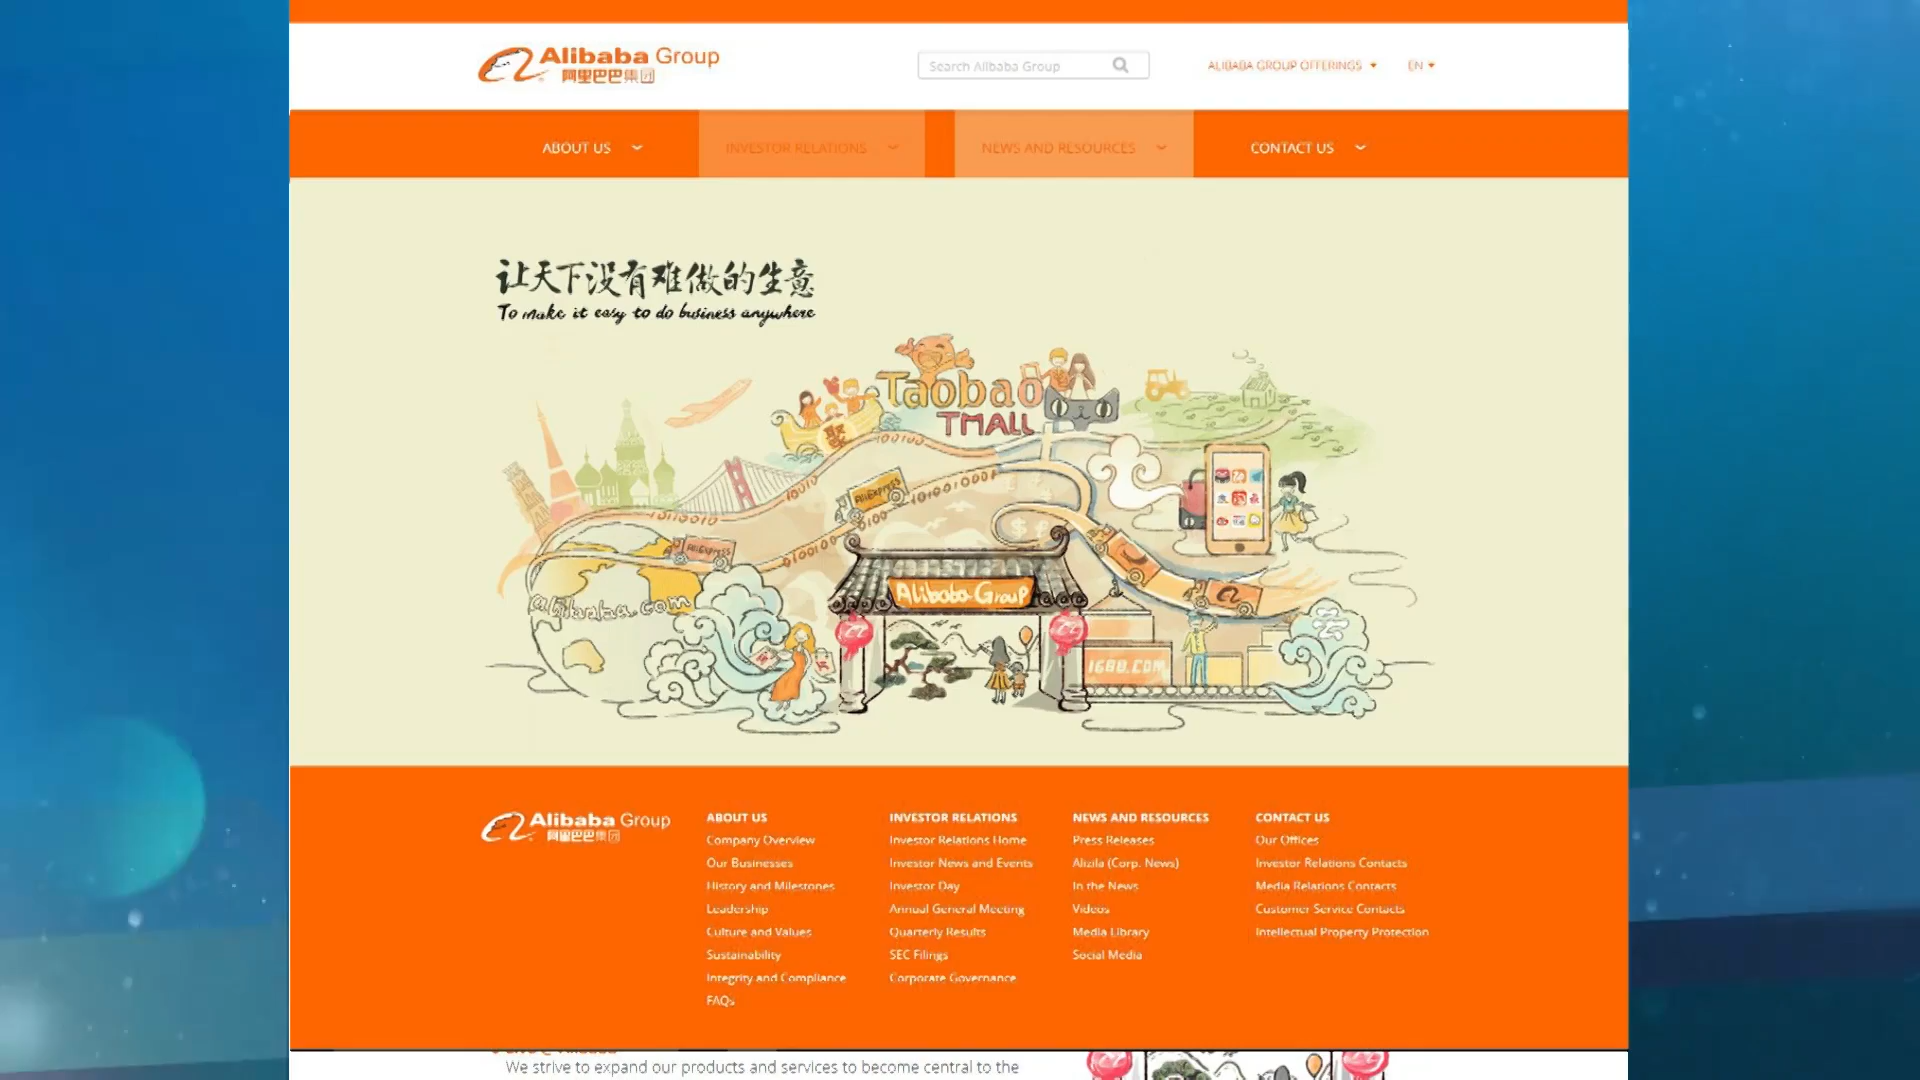 Alibaba Group
阿里巴巴集团
Search Alibaba Group
ALIBABA GROUP OFFERINGS
EN
ABOUT US
INVESTOR RELATIONS
NEWS AND RESOURCES
CONTACT US
让天下没有难做的生意
To make it easy to do business anywhere
Taobao
TMALL
聚
10010
100100
AliExpress
1010010001
AliExpress
alibaba.com
Alibaba Group
1688.COM
Alibaba Group
阿里巴巴集团
ABOUT US
Company Overview
Our Businesses
History and Milestones
Leadership
Culture and Values
Sustainability
Integrity and Compliance
FAQs
INVESTOR RELATIONS
Investor Relations Home
Investor News and Events
Investor Day
Annual General Meeting
Quarterly Results
SEC Filings
Corporate Governance
NEWS AND RESOURCES
Press Releases
Alizila (Corp. News)
In the News
Videos
Media Library
Social Media
CONTACT US
Our Offices
Investor Relations Contacts
Media Relations Contacts
Customer Service Contacts
Intellectual Property Protection
We strive to expand our products and services to become central to the